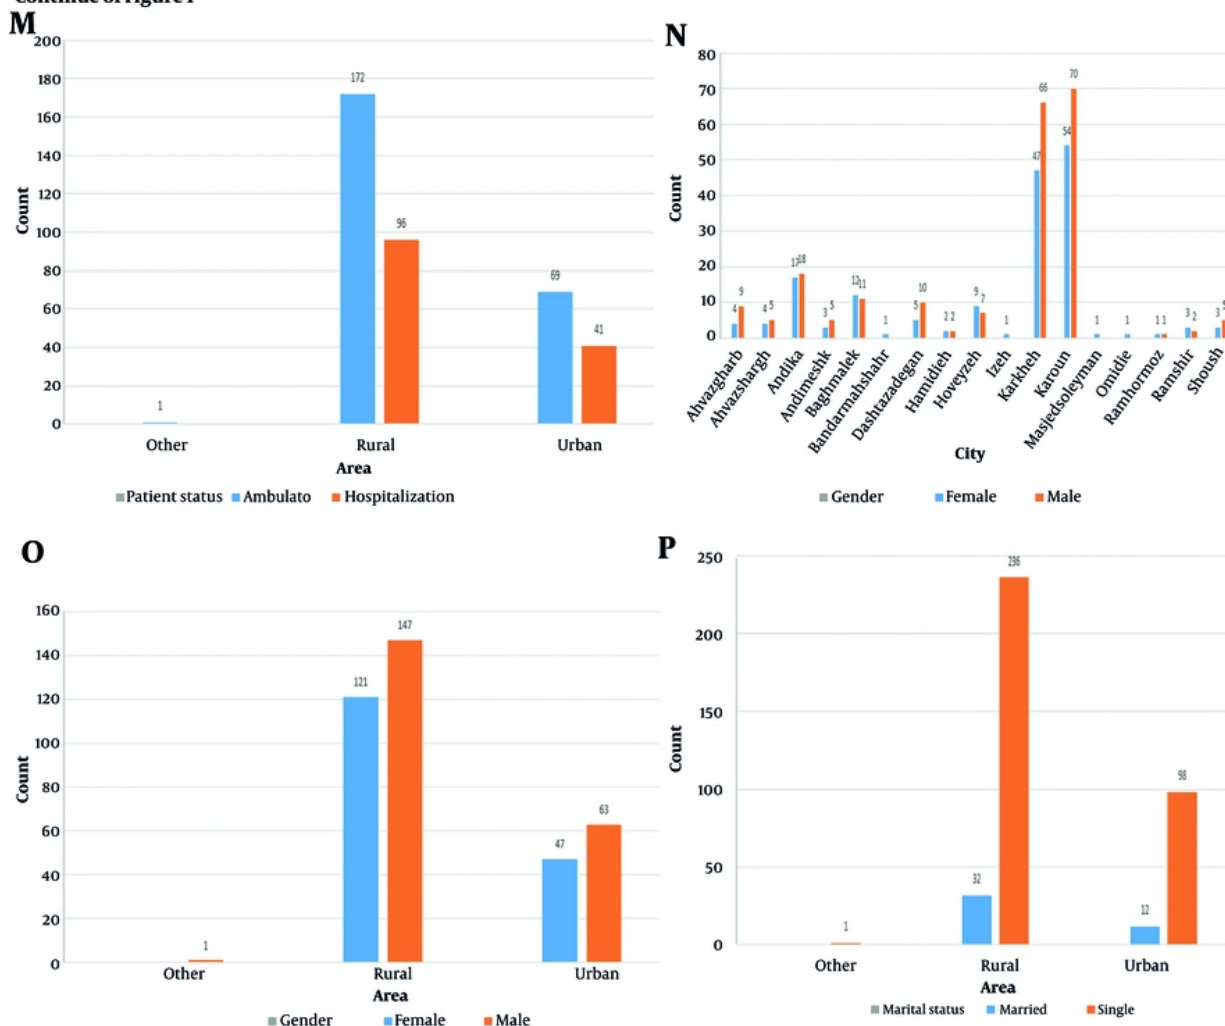 M
200
180
160
140
120
100
80
60
40
20
0
Count
1
172
96
69
41
Other Rural Urban
Area
Patient status Ambulato Hospitalization
N
80
70
60
50
40
30
20
10
0
Count
4 9 4 5 17 18 3 5 12 11 1 5 10 2 2 9 7 1 47 66 54 70 1 1 1 1 3 2 3 5
Ahvazgharb
Ahvazshargh
Andika
Andimeshk
Baghmalek
Bandarmahshahr
Dashtazadegan
Hamidieh
Hoveyzeh
Izeh
Karkheh
Karoun
Masjedsoleyman
Omidie
Ramhormoz
Ramshir
Shoush
City
Gender Female Male
O
160
140
120
100
80
60
40
20
0
Count
1
121
147
47
63
Other Rural Urban
Area
Gender Female Male
P
250
200
150
100
50
0
Count
1
32
236
12
98
Other Rural Urban
Area
Marital status Married Single